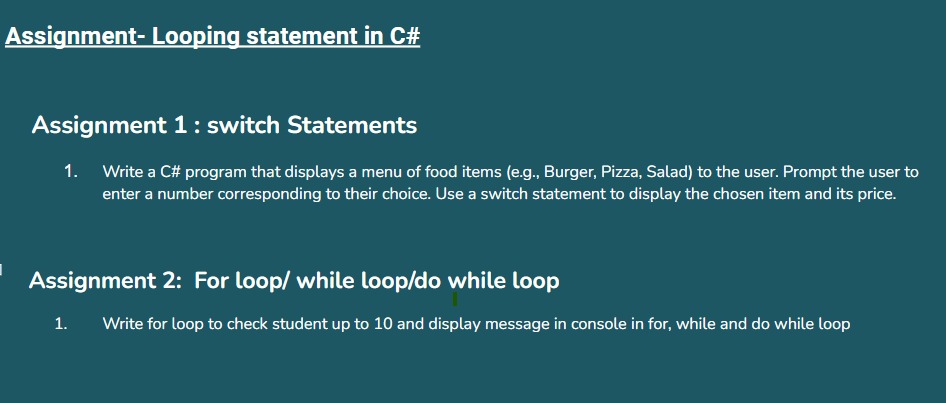 Assignment- Looping statement in C#
Assignment 1 : switch Statements
1. Write a C# program that displays a menu of food items (e.g., Burger, Pizza, Salad) to the user. Prompt the user to
enter a number corresponding to their choice. Use a switch statement to display the chosen item and its price.
Assignment 2: For loop/ while loop/do while loop
1. Write for loop to check student up to 10 and display message in console in for, while and do while loop